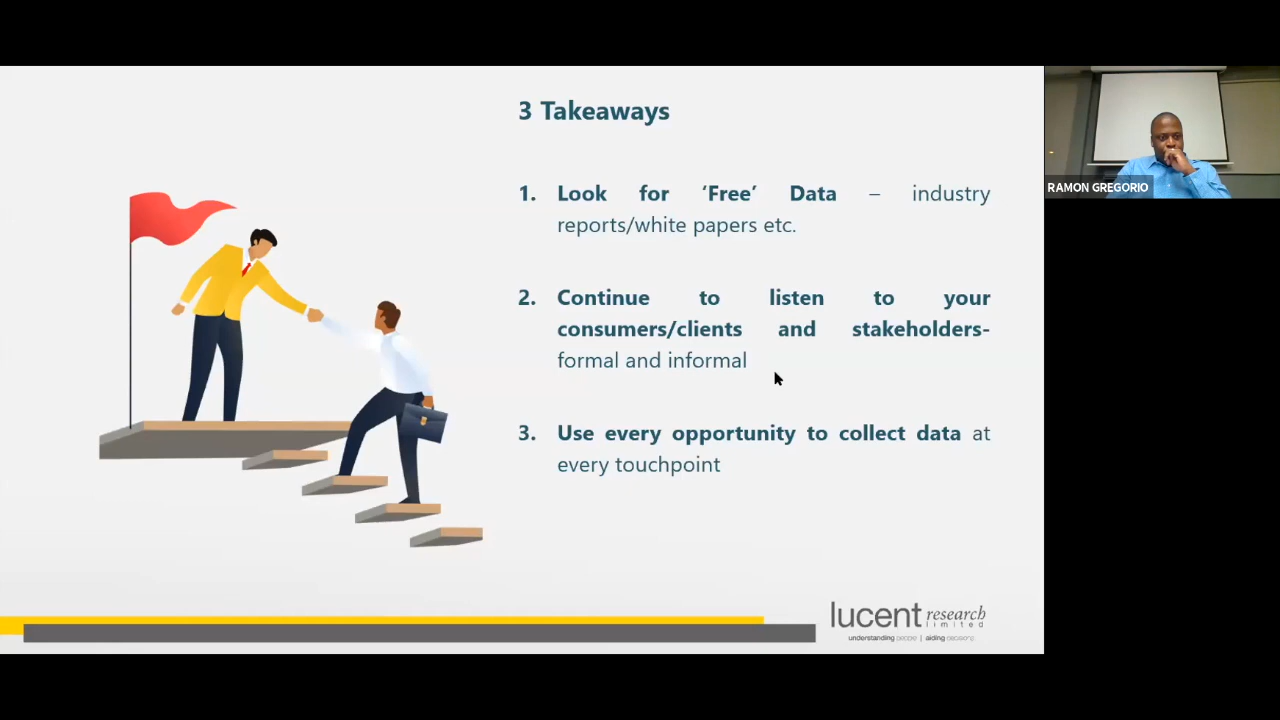 3 Takeaways
1. Look for ‘Free’ Data – industry
reports/white papers etc.
2. Continue to listen to your
consumers/clients and stakeholders-
formal and informal
3. Use every opportunity to collect data at
every touchpoint
lucent research
limited
understanding people | aiding decisions
RAMON GREGORIO